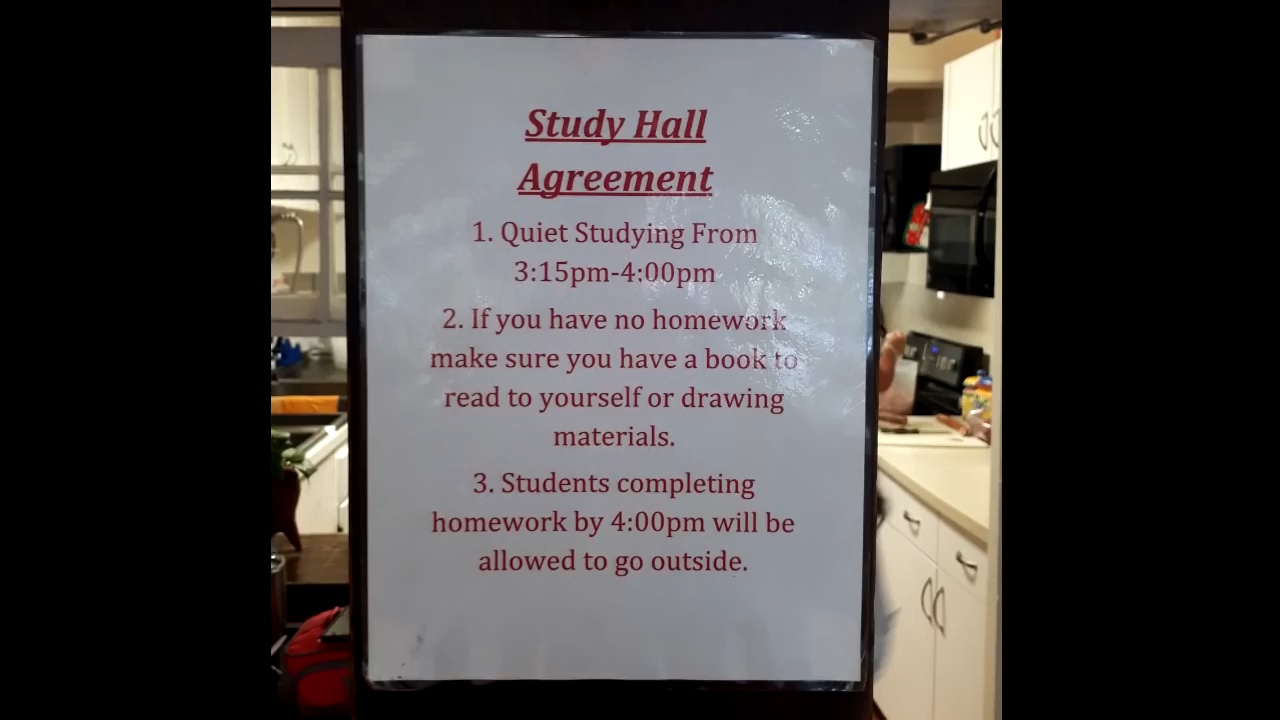 Study Hall
Agreement
1. Quiet Studying From
3:15pm-4:00pm
2. If you have no homework
make sure you have a book to
read to yourself or drawing
materials.
3. Students completing
homework by 4:00pm will be
allowed to go outside.